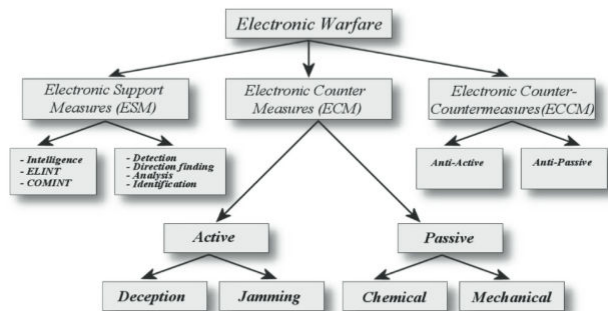 Electronic Warfare
Electronic Support
Measures (ESM)
Electronic Counter
Measures (ECM)
Electronic Counter-
Countermeasures(ECCM)
- Intelligence
- ELINT
- COMINT
- Detection
- Direction finding
- Analysis
- Identification
Anti-Active
Anti-Passive
Active
Passive
Deception
Jamming
Chemical
Mechanical